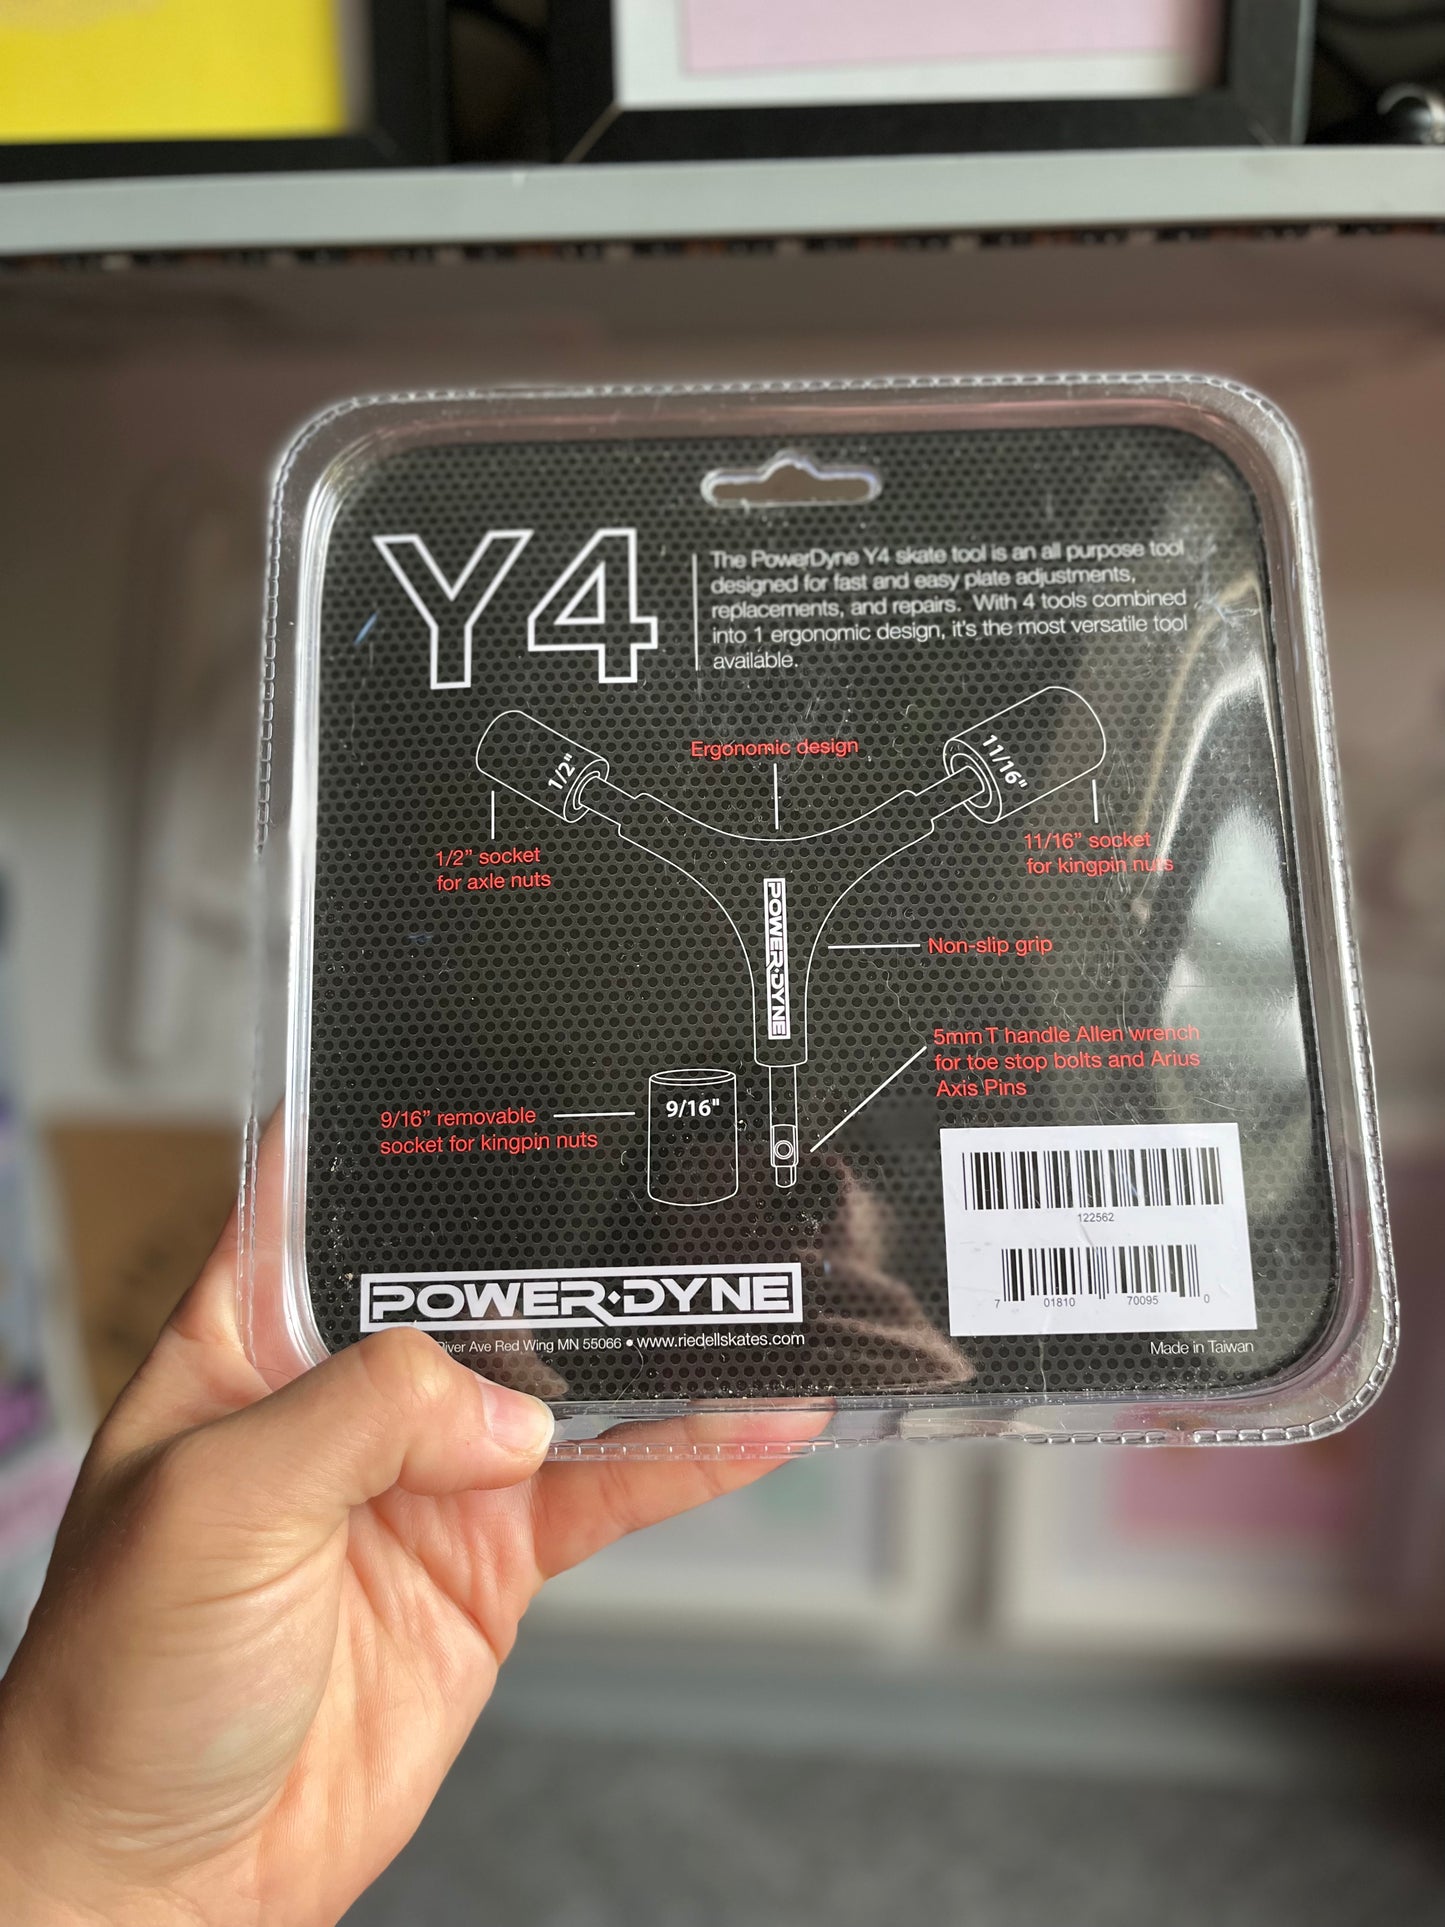 Y4
The PowerDyne Y4 skate tool is an all purpose tool
designed for fast and easy plate adjustments,
replacements, and repairs. With 4 tools combined
into 1 ergonomic design, it's the most versatile tool
available.
Ergonomic design
1/2"
11/16"
1/2" socket
for axle nuts
11/16" socket
for kingpin nuts
POWER·DYNE
Non-slip grip
5mm T handle Allen wrench
for toe stop bolts and Arius
Axis Pins
9/16" removable
socket for kingpin nuts
9/16"
122562
7 01810 70095 0
POWER·DYNE
Ave Red Wing MN 55066 • www.riedellskates.com
Made in Taiwan